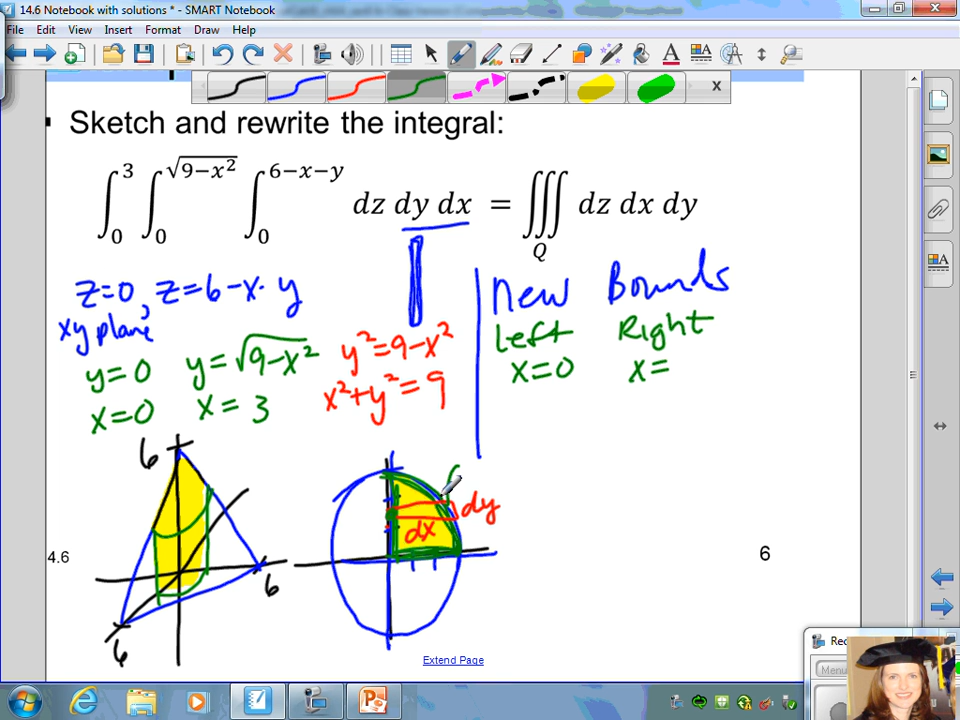 14.6 Notebook with solutions * - SMART Notebook
File Edit View Insert Format Draw Help
x
Sketch and rewrite the integral:
∫₀³ ∫₀^√(9−x²) ∫₀^(6−x−y) dz dy dx = ∭_Q dz dx dy
z=0, z=6-x-y
xy plane
y=0 y=√9-x² y²=9-x²
x=0 x=3 x²+y²=9
New Bounds
Left Right
x=0 x=
6
6
6
dy
dx
4.6
6
Extend Page
Rec
Menu